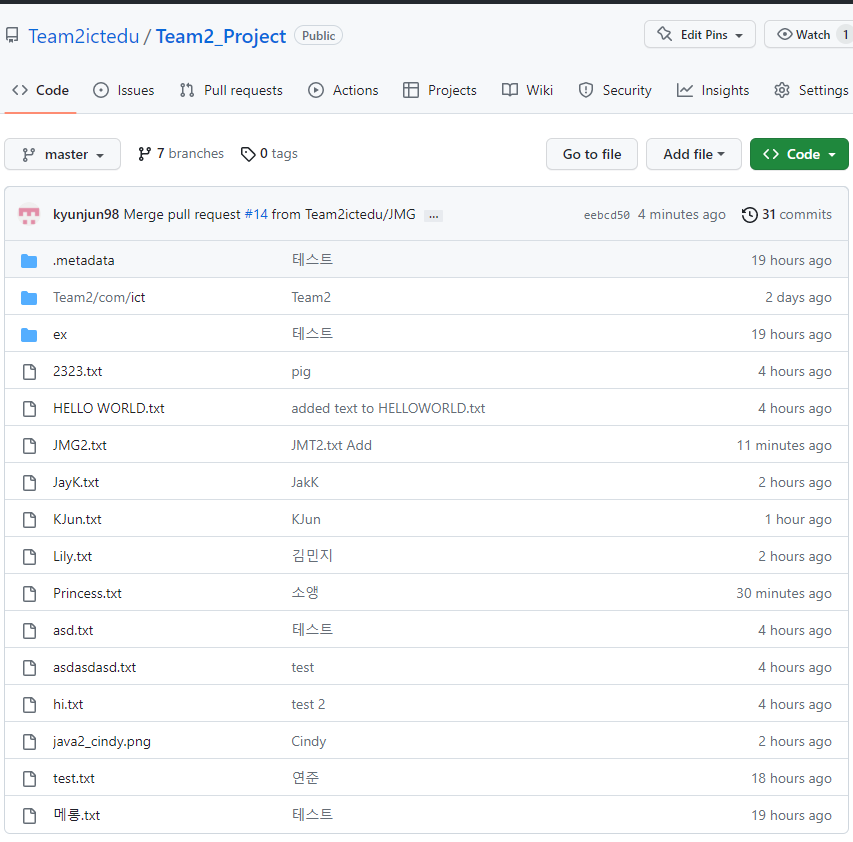 Team2ictedu / Team2_Project Public Edit Pins Watch 1
Code Issues Pull requests Actions Projects Wiki Security Insights Settings
master 7 branches 0 tags Go to file Add file Code
kyunjun98 Merge pull request #14 from Team2ictedu/JMG ... eebcd50 4 minutes ago 31 commits
.metadata 테스트 19 hours ago
Team2/com/ict Team2 2 days ago
ex 테스트 19 hours ago
2323.txt pig 4 hours ago
HELLO WORLD.txt added text to HELLOWORLD.txt 4 hours ago
JMG2.txt JMT2.txt Add 11 minutes ago
JayK.txt JakK 2 hours ago
KJun.txt KJun 1 hour ago
Lily.txt 김민지 2 hours ago
Princess.txt 소앵 30 minutes ago
asd.txt 테스트 4 hours ago
asdasdasd.txt test 4 hours ago
hi.txt test 2 4 hours ago
java2_cindy.png Cindy 2 hours ago
test.txt 연준 18 hours ago
메롱.txt 테스트 19 hours ago